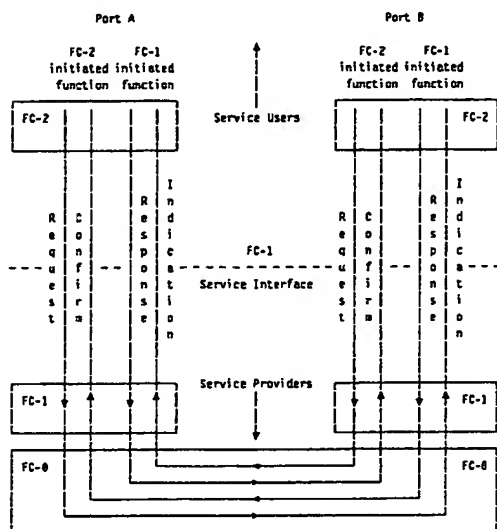 Port A
Port B
FC-2 initiated function
FC-1 initiated function
FC-2 initiated function
FC-1 initiated function
FC-2
Service Users
FC-2
Request
Confirm
Response
Indication
FC-1
Service Interface
Request
Confirm
Response
Indication
Service Providers
FC-1
FC-1
FC-0
FC-0